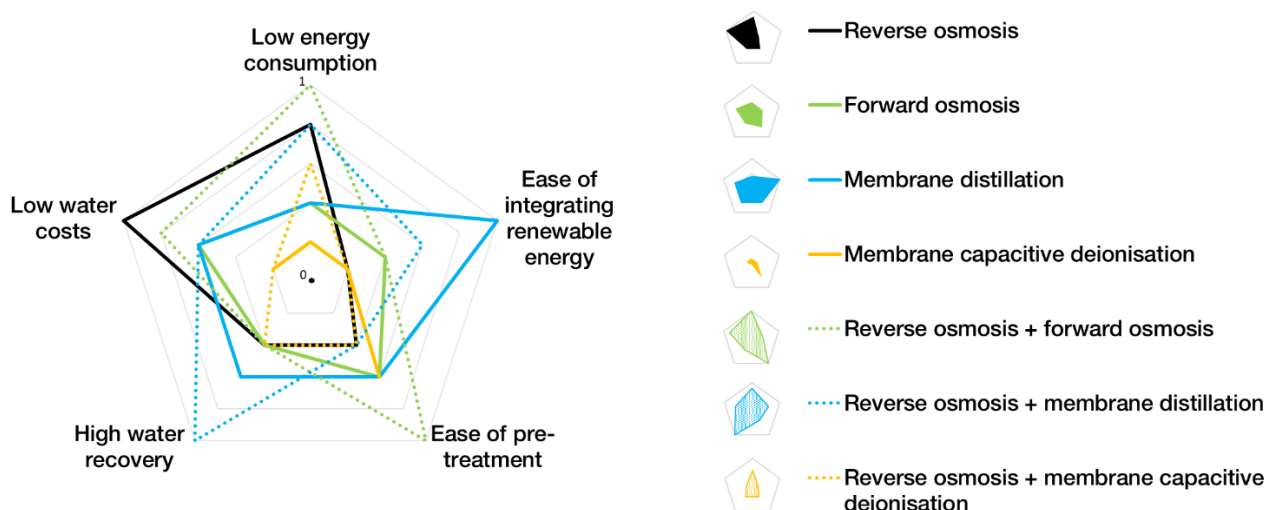 Low energy
consumption
1
Ease of
integrating
renewable
energy
Low water
costs
0
High water
recovery
Ease of pre-
treatment
Reverse osmosis
Forward osmosis
Membrane distillation
Membrane capacitive deionisation
Reverse osmosis + forward osmosis
Reverse osmosis + membrane distillation
Reverse osmosis + membrane capacitive
deionisation